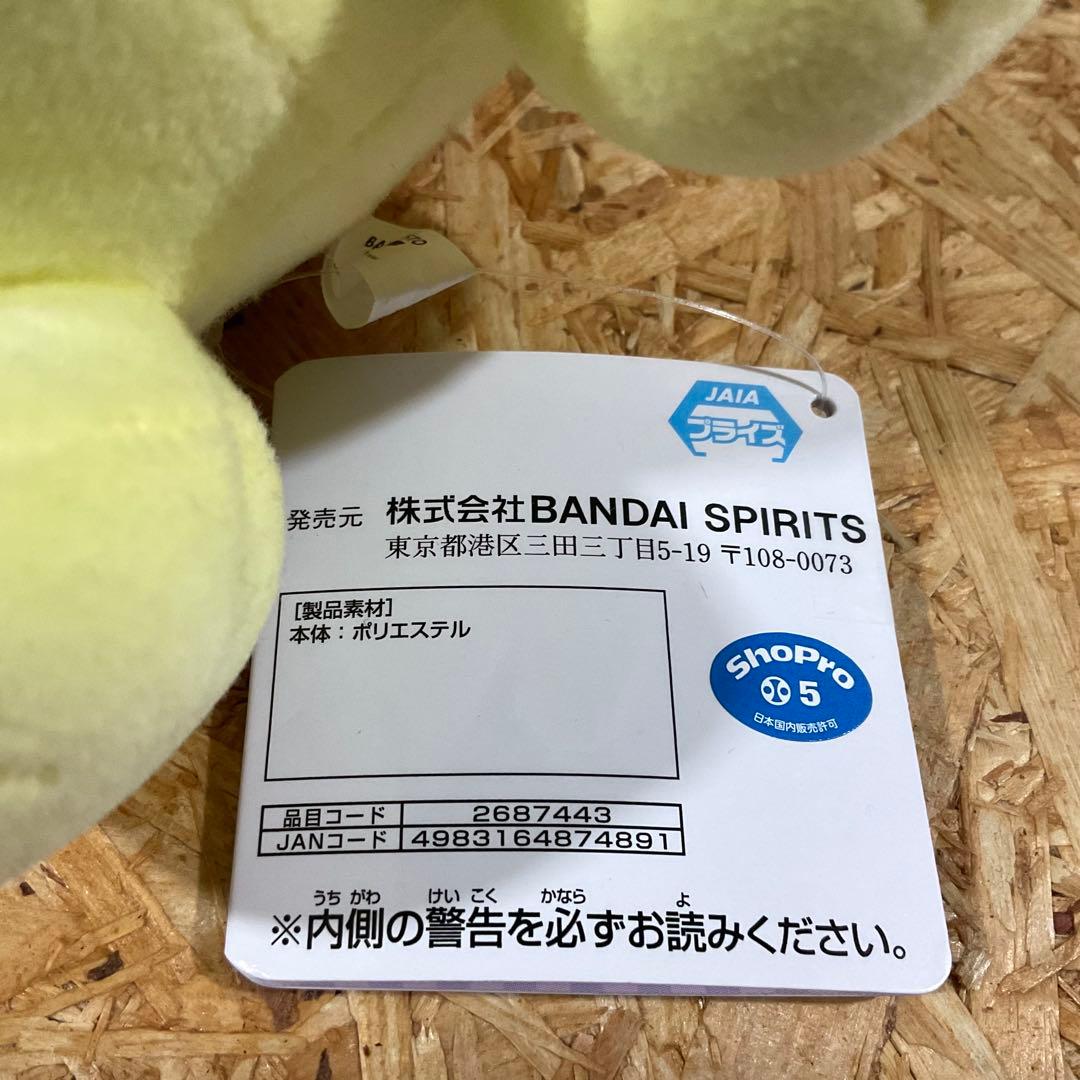 JAIA
プライズ
発売元 株式会社BANDAI SPIRITS
東京都港区三田三丁目5-19 〒108-0073
[製品素材]
本体：ポリエステル
ShoPro
5
日本国内販売許可
品目コード 2687443
JANコード 4983164874891
うち がわ けい こく かなら よ
※内側の警告を必ずお読みください。